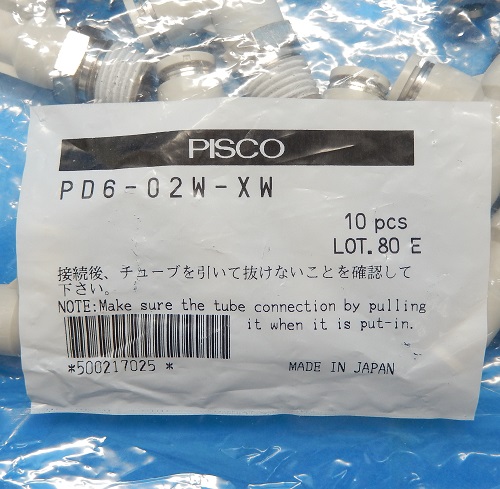 PISCO
PD6-02W-XW
10 pcs
LOT.80 E
接続後、チューブを引いて抜けないことを確認して
下さい。
NOTE:Make sure the tube connection by pulling
it when it is put-in.
*500217025 *
MADE IN JAPAN